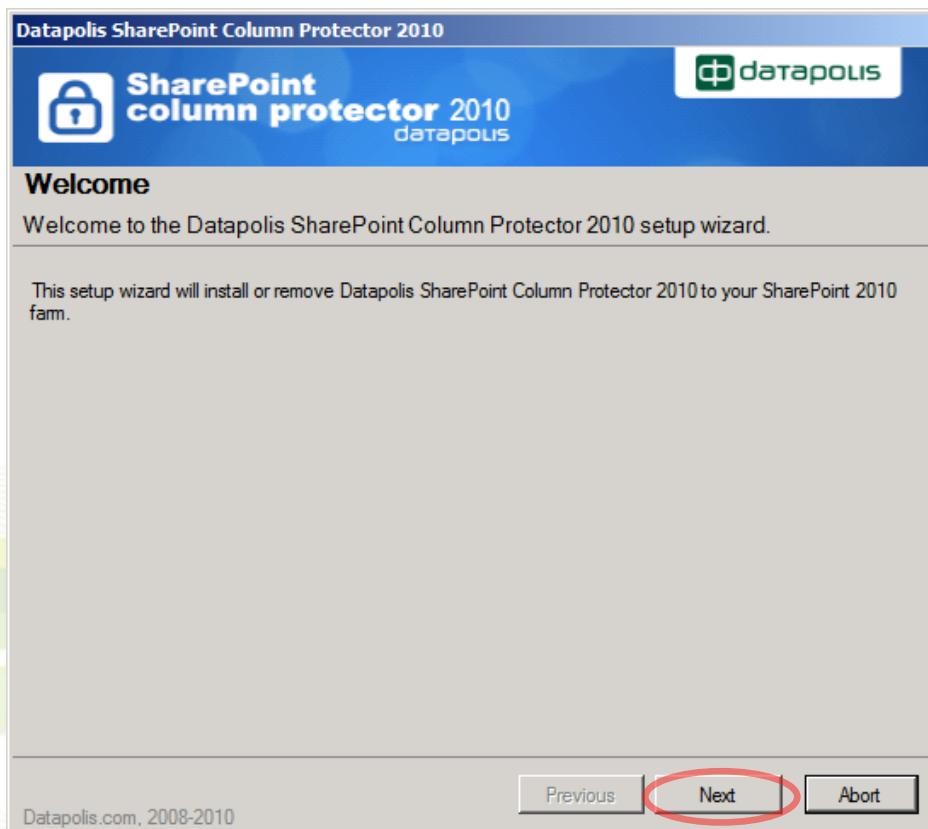 Datapolis SharePoint Column Protector 2010
SharePoint
column protector 2010
datapolis
datapolis
Welcome
Welcome to the Datapolis SharePoint Column Protector 2010 setup wizard.
This setup wizard will install or remove Datapolis SharePoint Column Protector 2010 to your SharePoint 2010
farm.
Previous
Next
Abort
Datapolis.com, 2008-2010